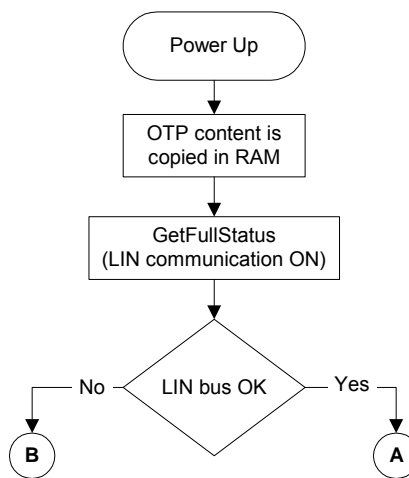 Power Up
OTP content is
copied in RAM
GetFullStatus
(LIN communication ON)
No
LIN bus OK
Yes
B
A